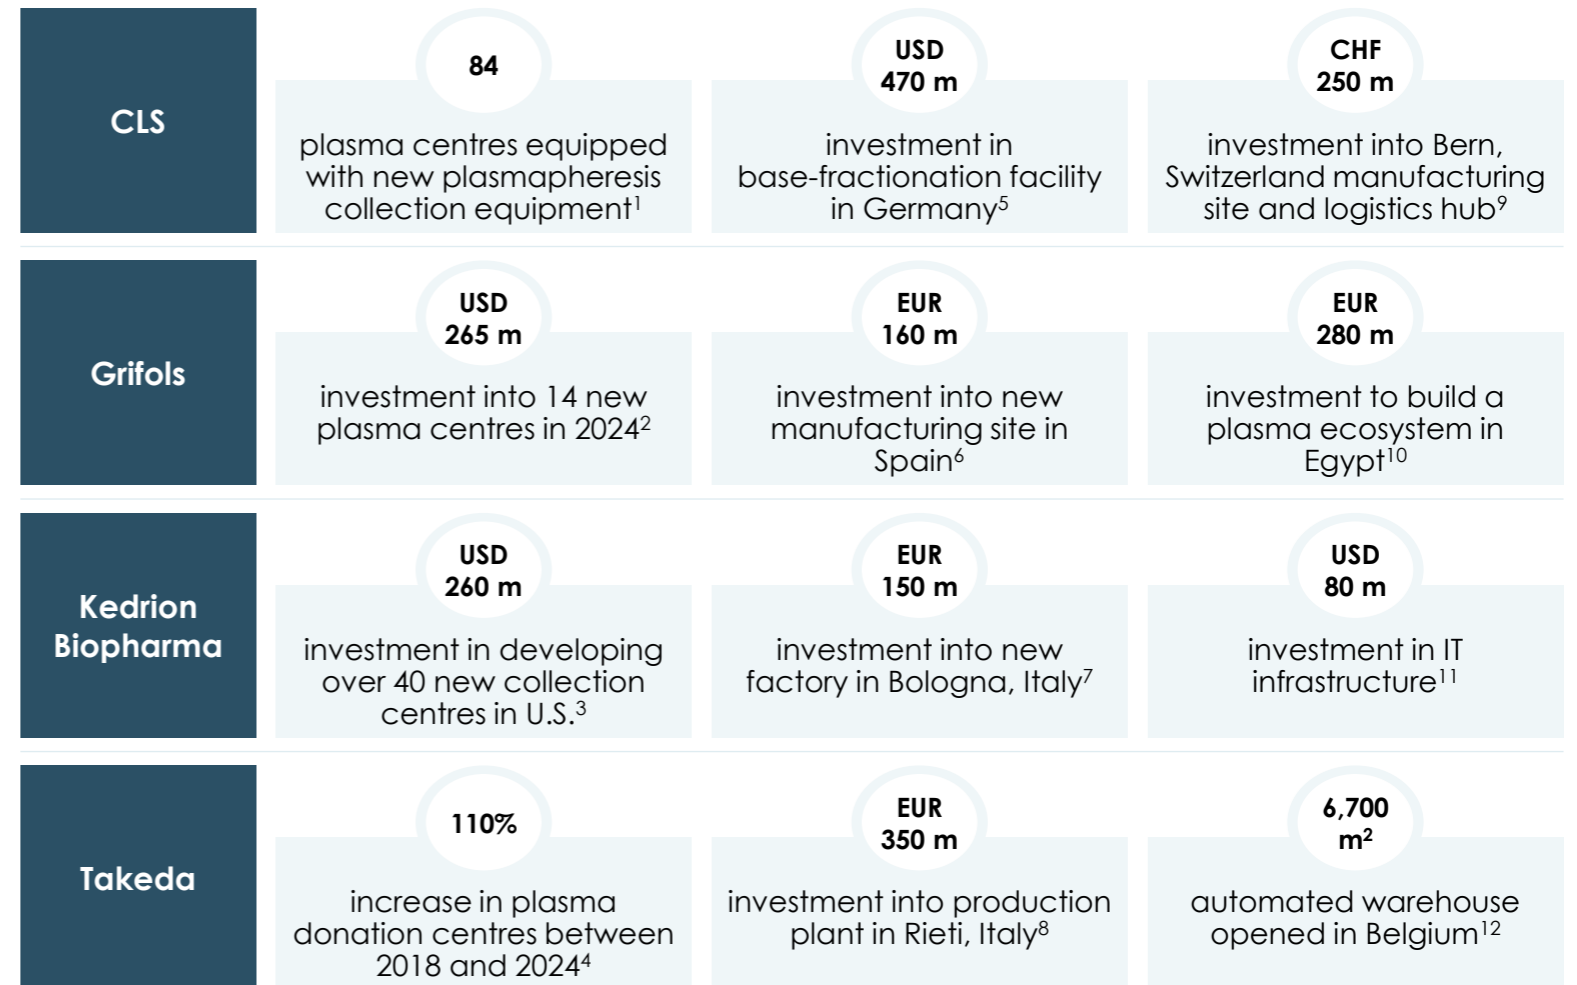 CLS
84
plasma centres equipped
with new plasmapheresis
collection equipment¹
USD
470 m
investment in
base-fractionation facility
in Germany⁵
CHF
250 m
investment into Bern,
Switzerland manufacturing
site and logistics hub⁹
Grifols
USD
265 m
investment into 14 new
plasma centres in 2024²
EUR
160 m
investment into new
manufacturing site in
Spain⁶
EUR
280 m
investment to build a
plasma ecosystem in
Egypt¹⁰
Kedrion
Biopharma
USD
260 m
investment in developing
over 40 new collection
centres in U.S.³
EUR
150 m
investment into new
factory in Bologna, Italy⁷
USD
80 m
investment in IT
infrastructure¹¹
Takeda
110%
increase in plasma
donation centres between
2018 and 2024⁴
EUR
350 m
investment into production
plant in Rieti, Italy⁸
6,700
m²
automated warehouse
opened in Belgium¹²